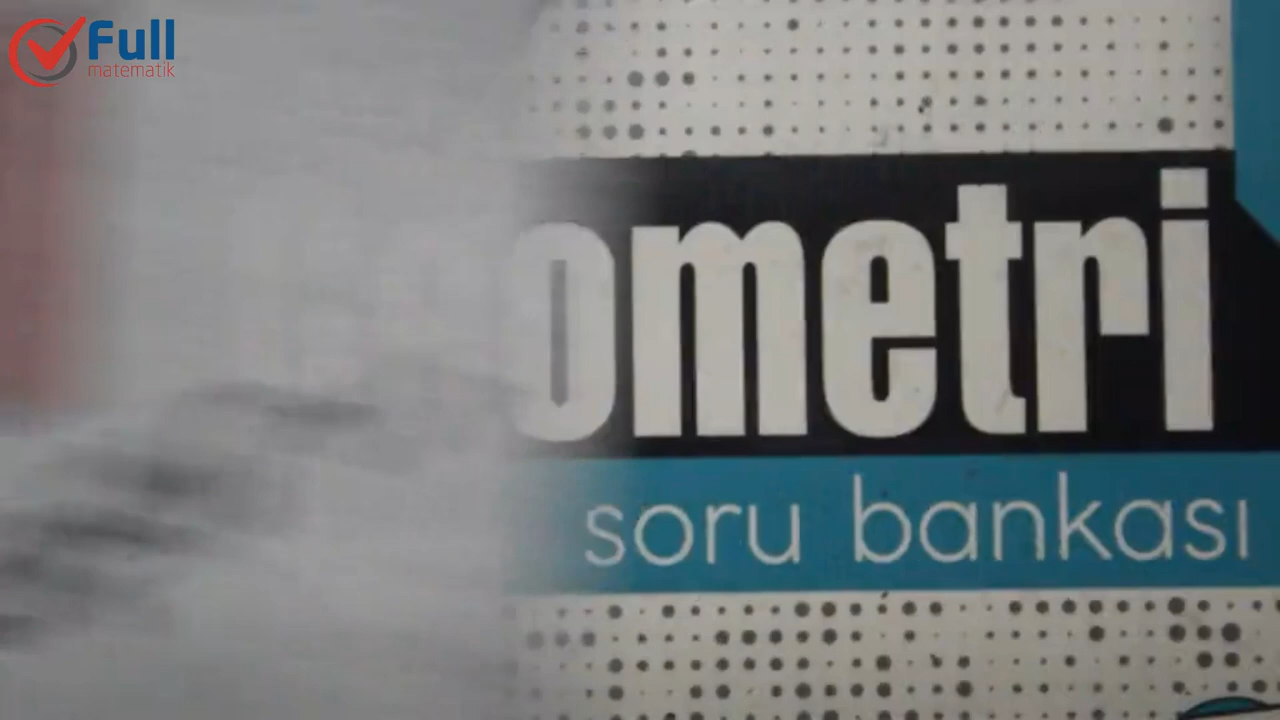 Full
matematik
ometri
soru bankası